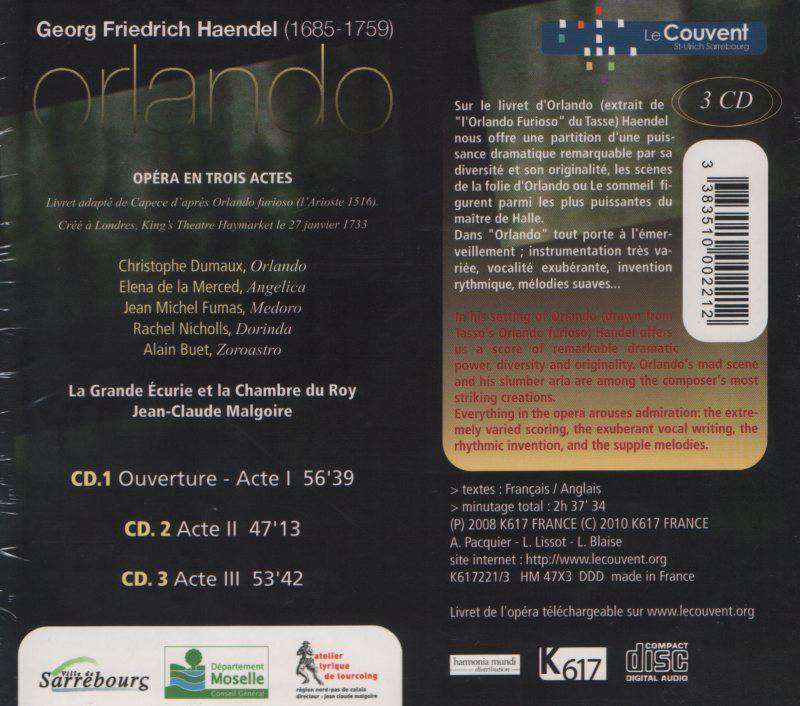 Georg Friedrich Haendel (1685-1759)
orlando
OPÉRA EN TROIS ACTES
Livret adapté de Capece d'après Orlando furioso (l'Arioste 1516).
Créé à Londres, King's Theatre Haymarket le 27 janvier 1733
Christophe Dumaux, Orlando
Elena de la Merced, Angelica
Jean Michel Fumas, Medoro
Rachel Nicholls, Dorinda
Alain Buet, Zoroastro
La Grande Écurie et la Chambre du Roy
Jean-Claude Malgoire
CD.1 Ouverture - Acte I 56'39
CD. 2 Acte II 47'13
CD. 3 Acte III 53'42
Ville de
Sarrebourg
Département
Moselle
Conseil Général
atelier
lyrique
de tourcoing
région nord-pas de calais
directeur : jean claude malgoire
Le Couvent
St-Ulrich Sarrebourg
3 CD
Sur le livret d'Orlando (extrait de
"l'Orlando Furioso" du Tasse) Haendel
nous offre une partition d'une puis-
sance dramatique remarquable par sa
diversité et son originalité, les scènes
de la folie d'Orlando ou Le sommeil fi-
gurent parmi les plus puissantes du
maître de Halle.
Dans "Orlando" tout porte à l'émer-
veillement ; instrumentation très va-
riée, vocalité exubérante, invention
rythmique, mélodies suaves...
3 383510 002212
In his setting of Orlando (drawn from
Tasso's Orlando furioso) Handel offers
us a score of remarkable dramatic
power, diversity and originality. Orlando's mad scene
and his slumber aria are among the composer's most
striking creations.
Everything in the opera arouses admiration: the extre-
mely varied scoring, the exuberant vocal writing, the
rhythmic invention, and the supple melodies.
> textes : Français / Anglais
> minutage total : 2h 37' 34
(P) 2008 K617 FRANCE (C) 2010 K617 FRANCE
A. Pacquier - L. Lissot - L. Blaise
site internet : http://www.lecouvent.org
K617221/3 HM 47X3 DDD made in France
Livret de l'opéra téléchargeable sur www.lecouvent.org
harmonia mundi
distribution
K617
COMPACT
disc
DIGITAL AUDIO